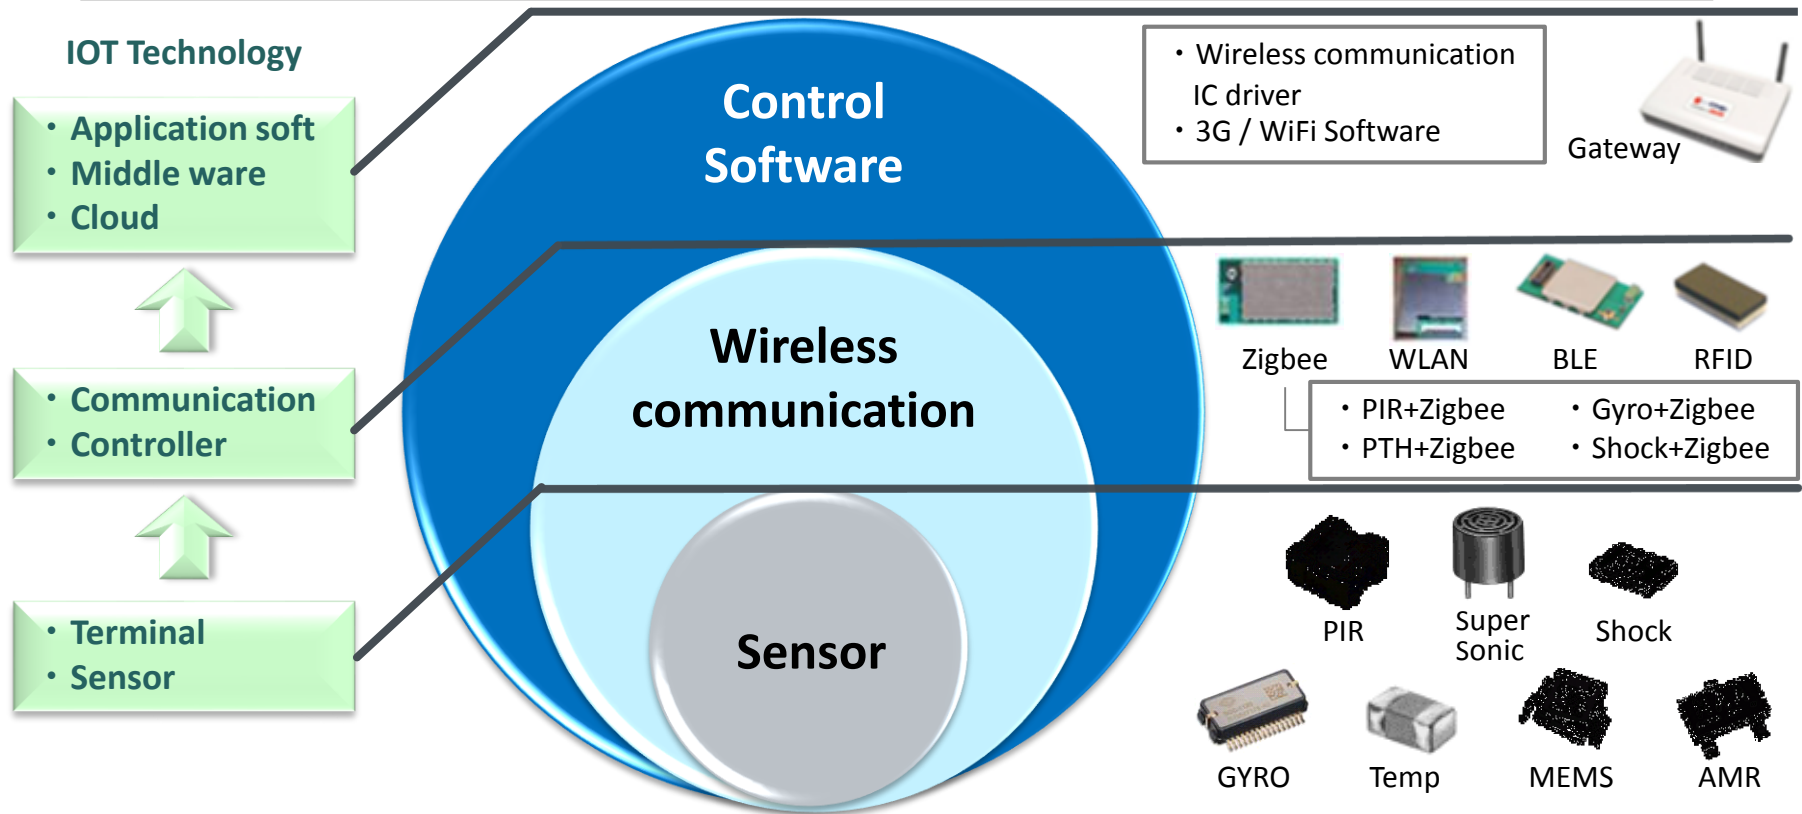 IOT Technology
・Application soft
・Middle ware
・Cloud
・Communication
・Controller
・Terminal
・Sensor
Control
Software
Wireless
communication
Sensor
・Wireless communication
IC driver
・3G / WiFi Software
Gateway
Zigbee
WLAN
BLE
RFID
・PIR+Zigbee
・Gyro+Zigbee
・PTH+Zigbee
・Shock+Zigbee
PIR
Super
Sonic
Shock
GYRO
Temp
MEMS
AMR